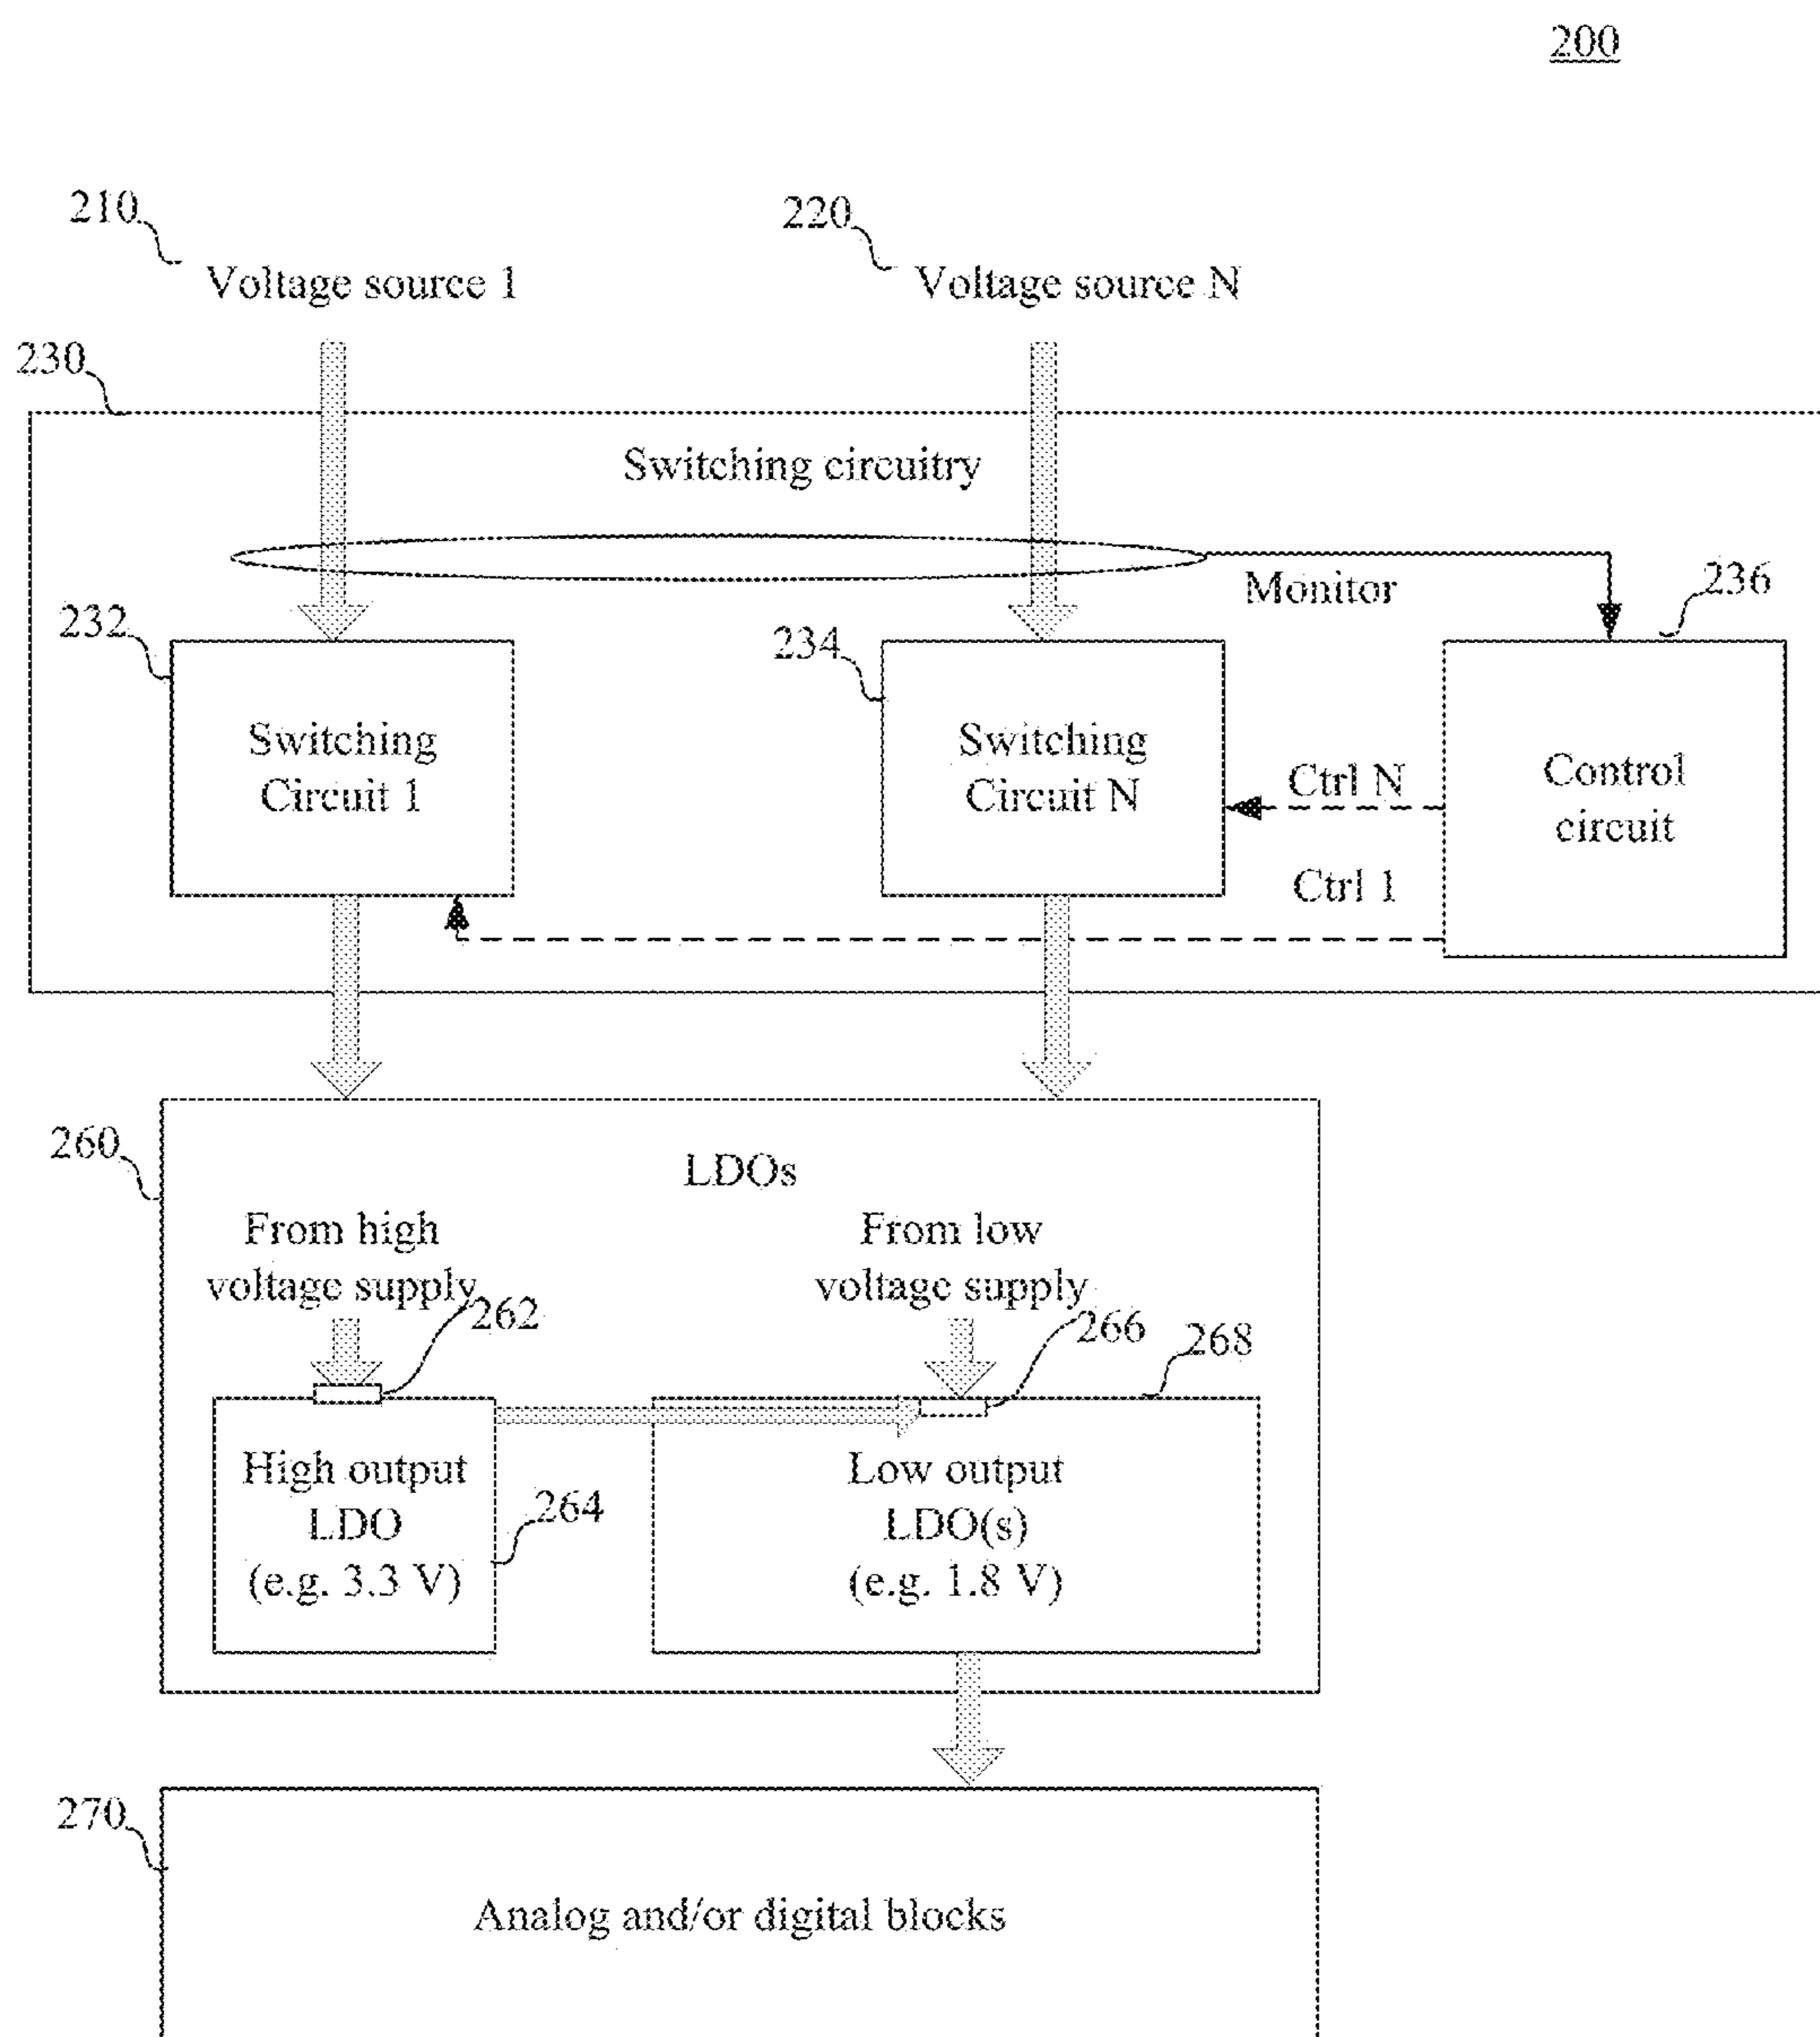 200
210
220
Voltage source 1
Voltage source N
230
Switching circuitry
Monitor
236
232
234
Switching
Circuit 1
Switching
Circuit N
Ctrl N
Control
circuit
Ctrl 1
260
LDOs
From high
voltage supply
From low
voltage supply
262
266
268
High output
LDO
(e.g. 3.3 V)
264
Low output
LDO(s)
(e.g. 1.8 V)
270
Analog and/or digital blocks